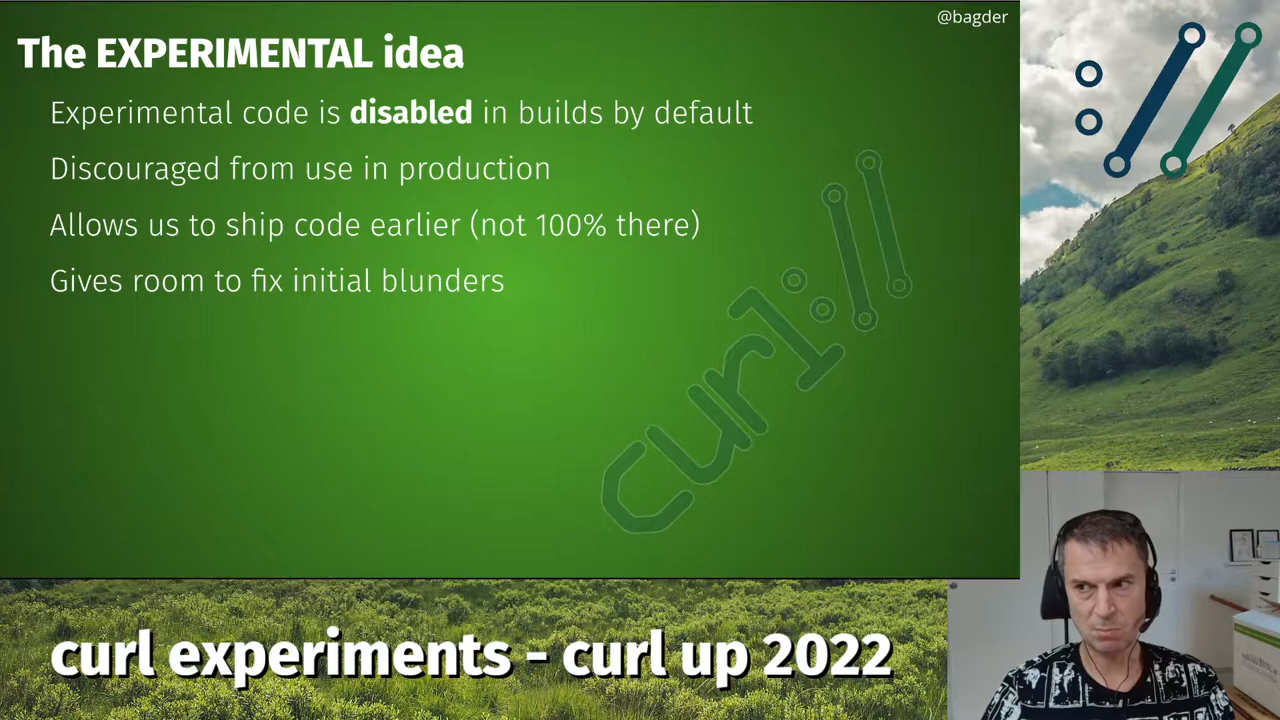 @bagder
The EXPERIMENTAL idea
Experimental code is disabled in builds by default
Discouraged from use in production
Allows us to ship code earlier (not 100% there)
Gives room to fix initial blunders
curl
curl experiments - curl up 2022